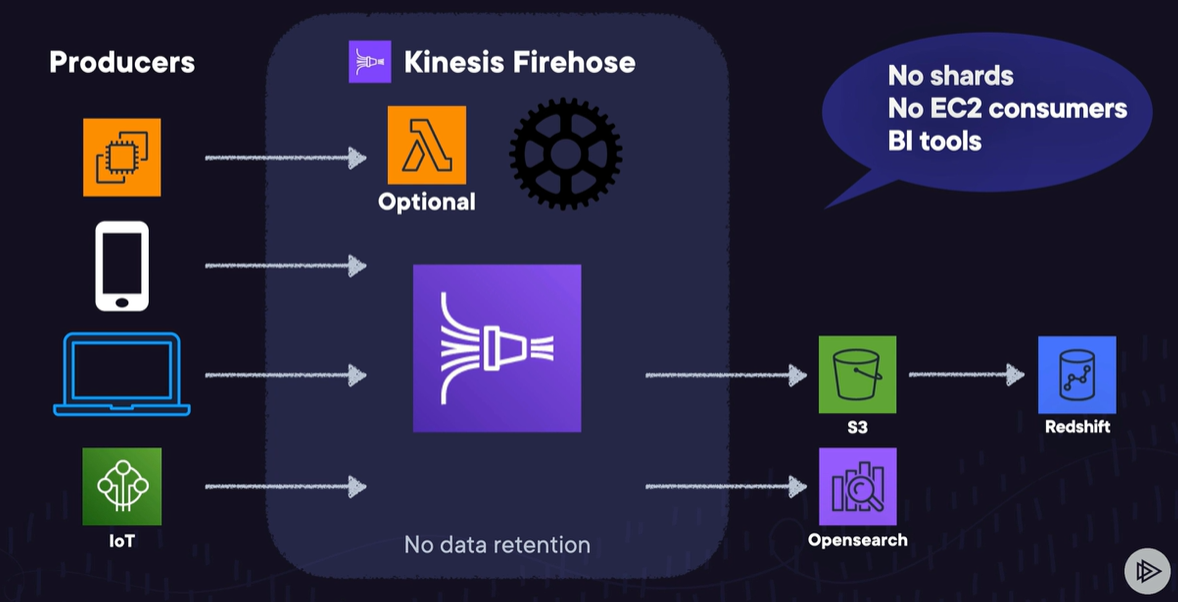 Producers
Kinesis Firehose
No shards
No EC2 consumers
BI tools
Optional
S3
Redshift
IoT
Opensearch
No data retention